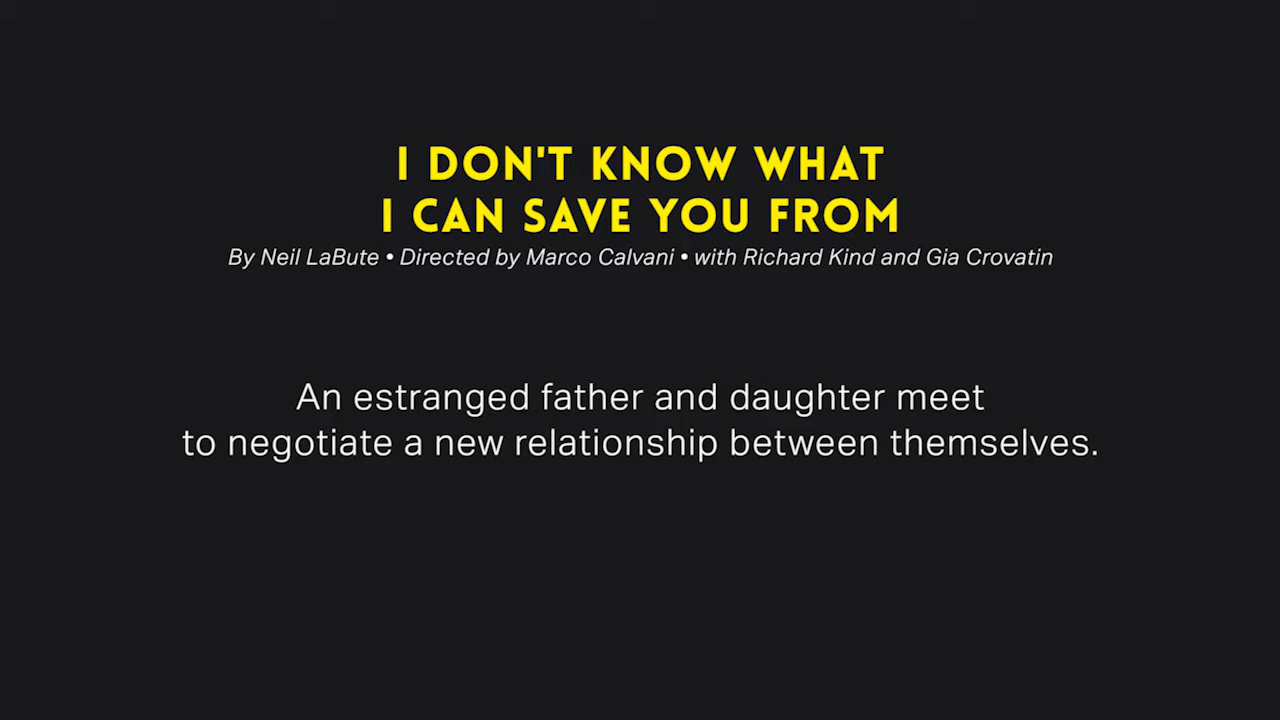 I DON'T KNOW WHAT
I CAN SAVE YOU FROM
By Neil LaBute • Directed by Marco Calvani • with Richard Kind and Gia Crovatin
An estranged father and daughter meet
to negotiate a new relationship between themselves.